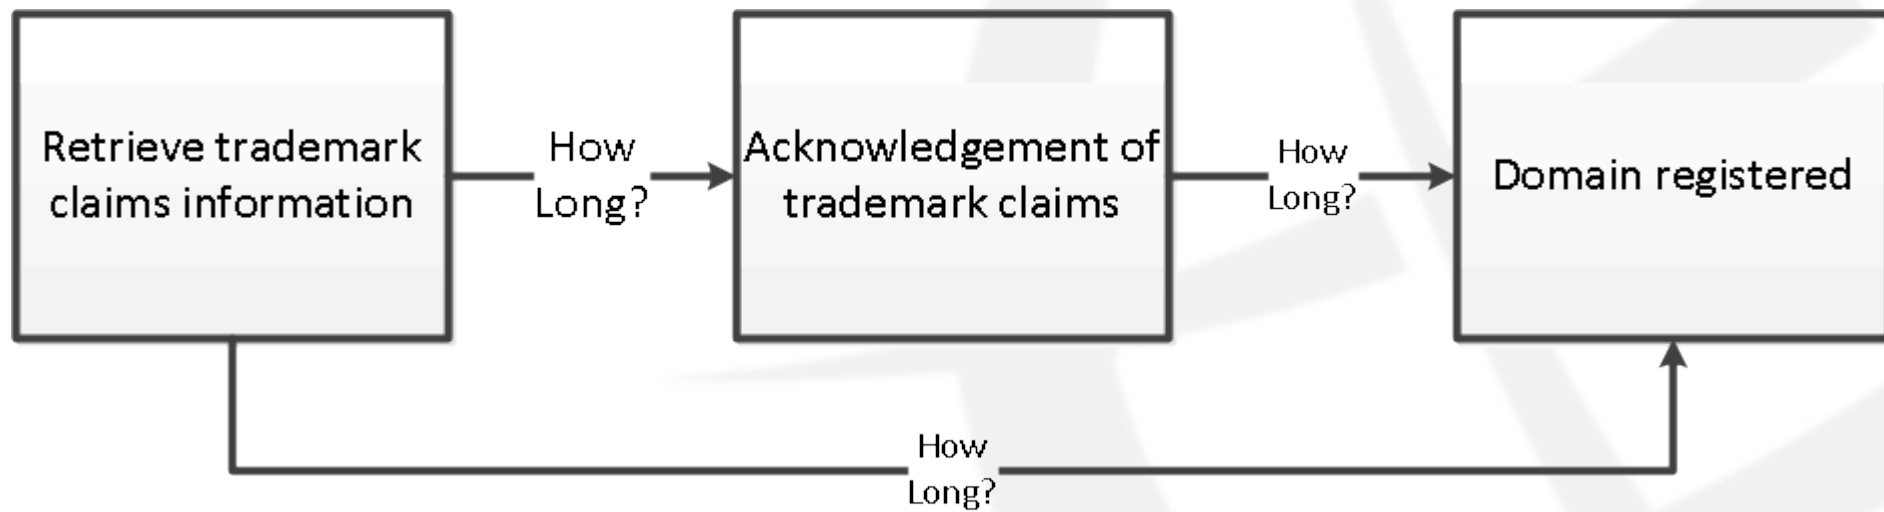 Retrieve trademark
claims information
How
Long?
Acknowledgement of
trademark claims
How
Long?
Domain registered
How
Long?